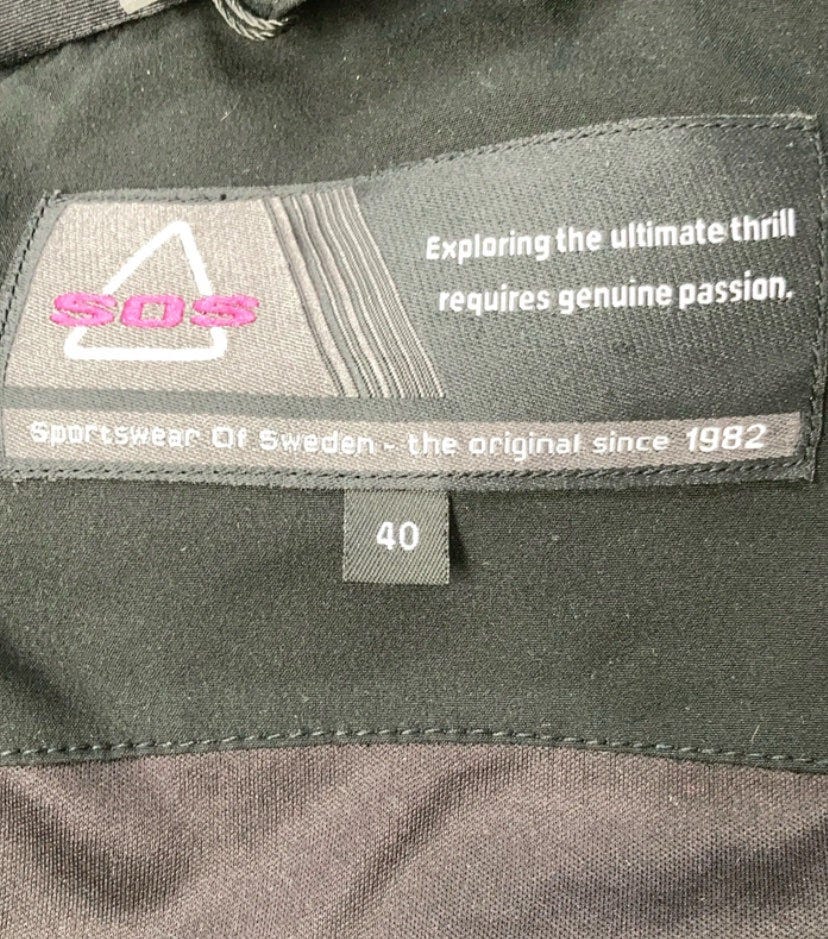 Exploring the ultimate thrill
requires genuine passion.
SOS
Sportswear Of Sweden - the original since 1982
40